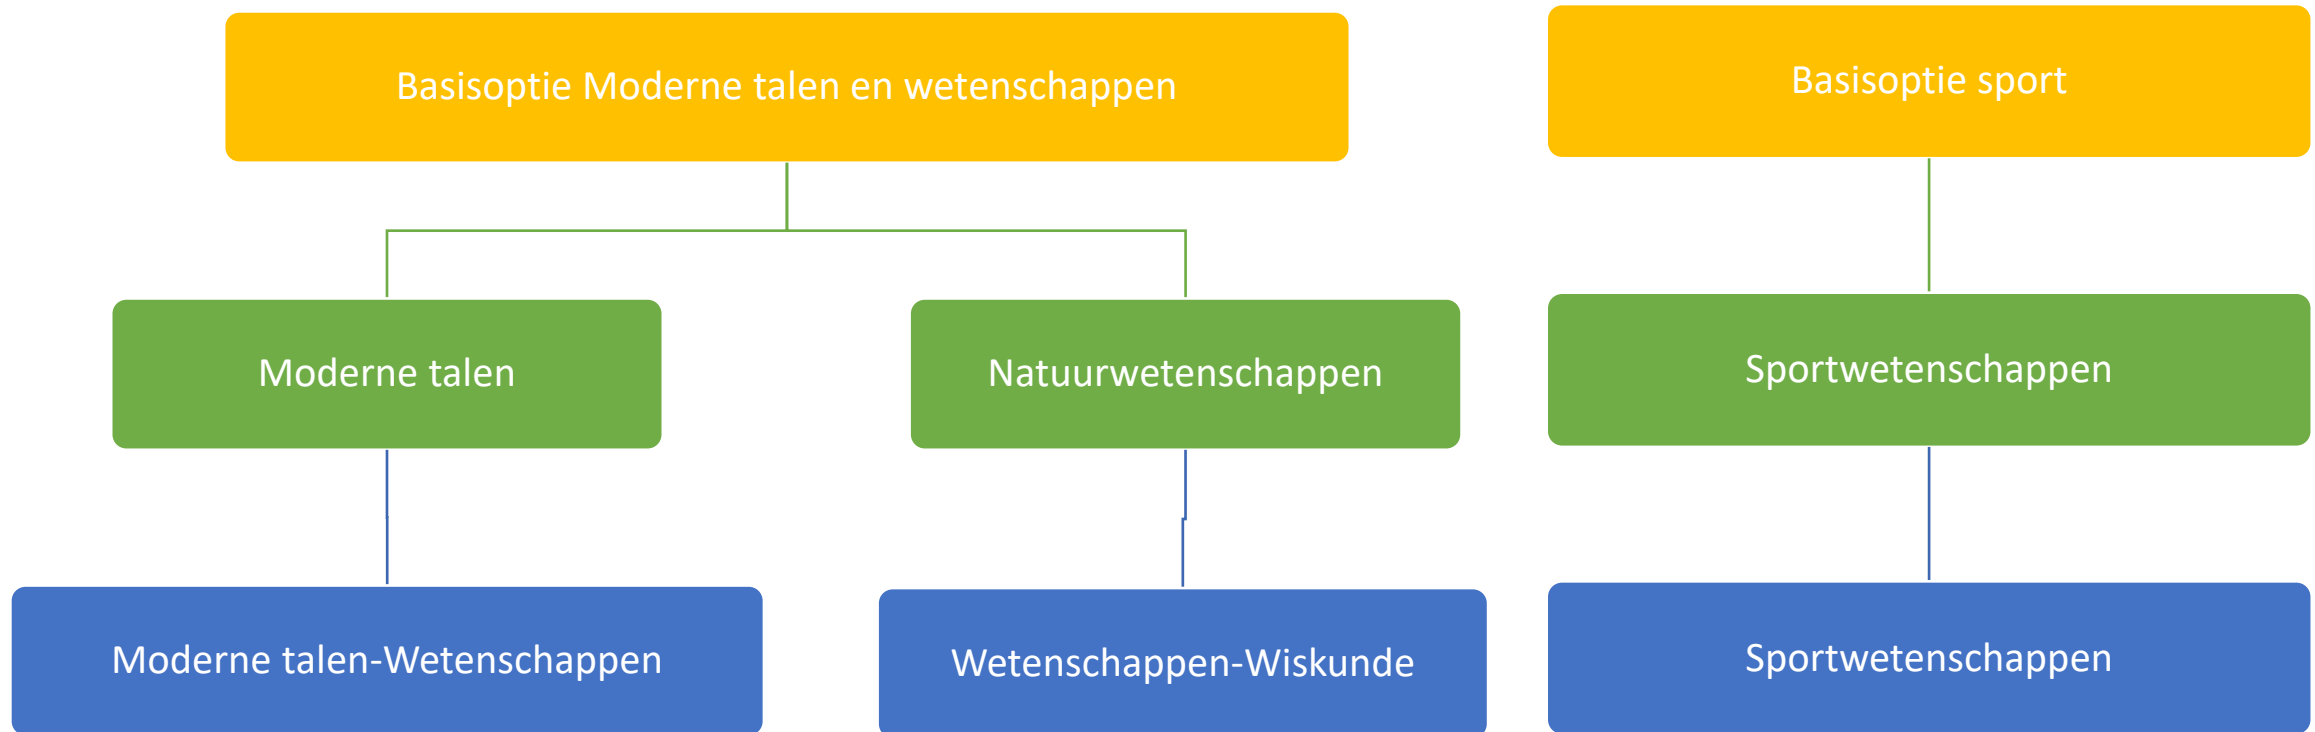 Basisoptie Moderne talen en wetenschappen
Basisoptie sport
Moderne talen
Natuurwetenschappen
Sportwetenschappen
Moderne talen-Wetenschappen
Wetenschappen-Wiskunde
Sportwetenschappen